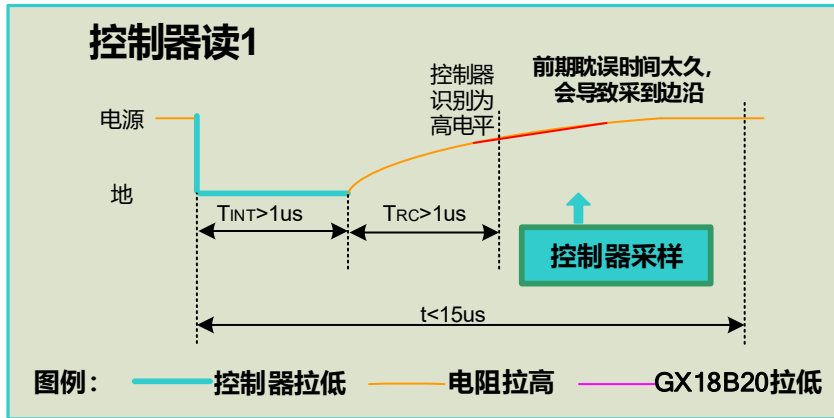 控制器读1
控制器
识别为
高电平
前期耽误时间太久，
会导致采到边沿
电源
地
TINT>1us
TRC>1us
控制器采样
t<15us
图例： 控制器拉低 电阻拉高 GX18B20拉低